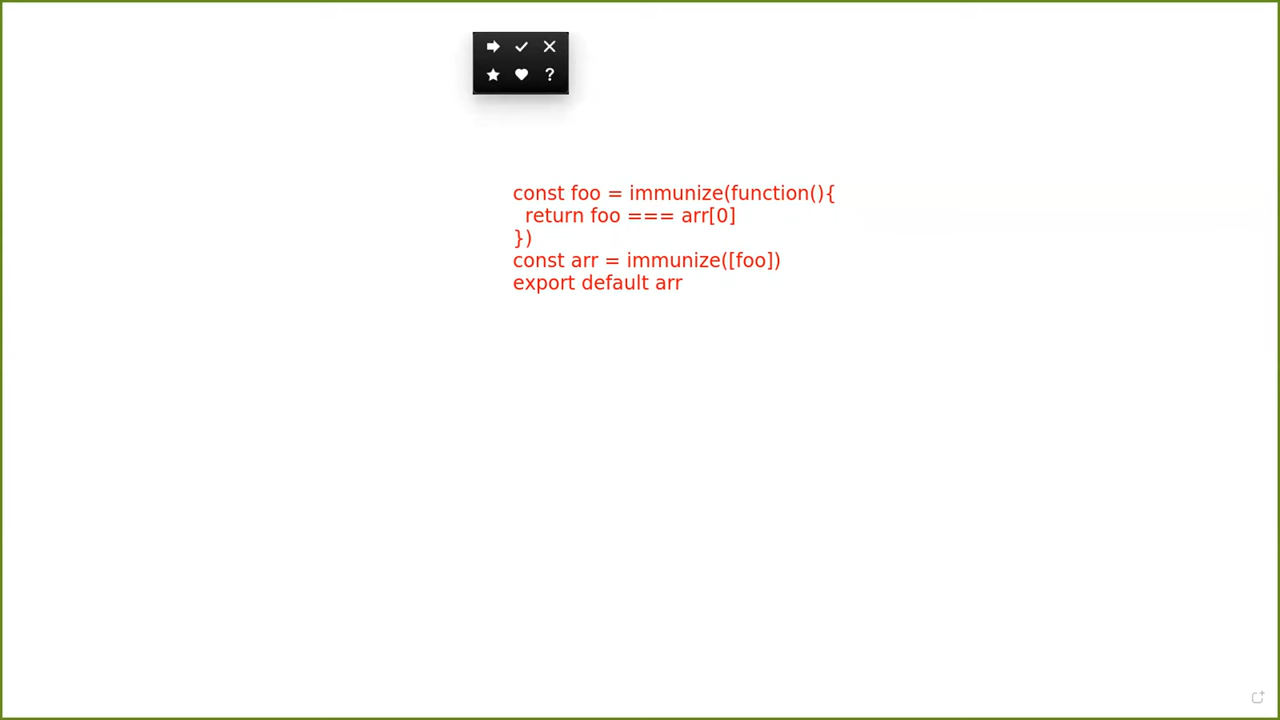 const foo = immunize(function(){
  return foo === arr[0]
})
const arr = immunize([foo])
export default arr